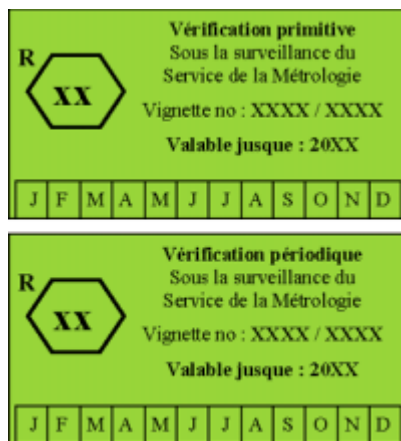 Vérification primitive
R
Sous la surveillance du
Service de la Métrologie
XX
Vignette no : XXXX / XXXX
Valable jusque : 20XX
J F M A M J J A S O N D
Vérification périodique
R
Sous la surveillance du
Service de la Métrologie
XX
Vignette no : XXXX / XXXX
Valable jusque : 20XX
J F M A M J J A S O N D